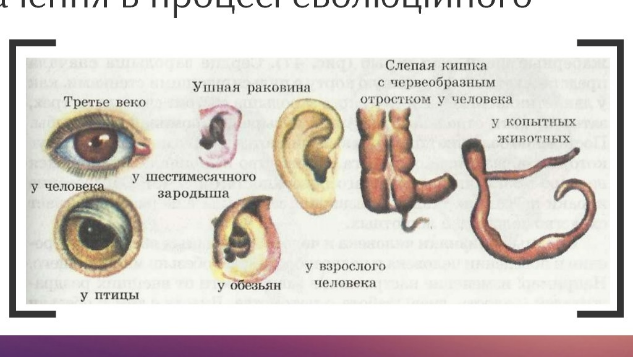 в процесі еволюційного
Третье веко
у человека
у птицы
Ушная раковина
у шестимесячного
зародыша
у обезьян
у взрослого
человека
Слепая кишка
с червеобразным
отростком у человека
у копытных
животных